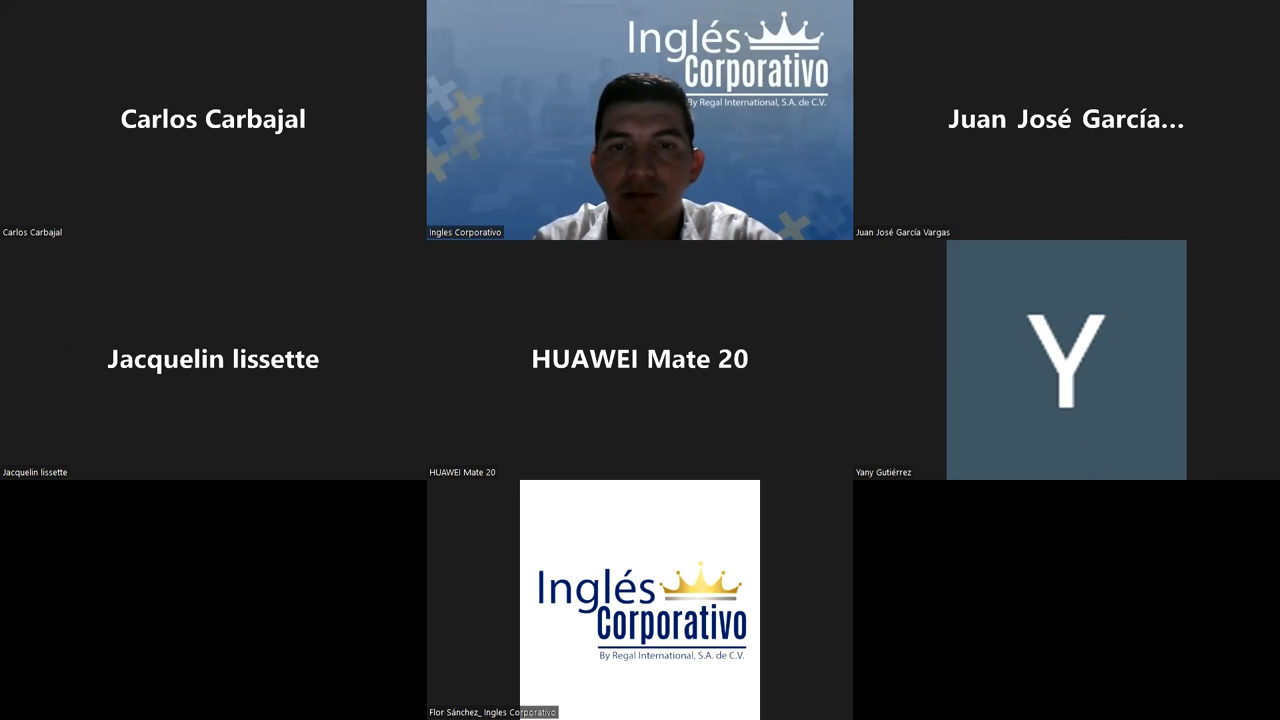 Carlos Carbajal
Carlos Carbajal
Inglés
Corporativo
By Regal International, S.A. de C.V.
Ingles Corporativo
Juan José García...
Juan José García Vargas
Jacquelin lissette
Jacquelin lissette
HUAWEI Mate 20
HUAWEI Mate 20
Y
Yany Gutiérrez
Inglés
Corporativo
By Regal International, S.A. de C.V.
Flor Sánchez_ Ingles Corporativo